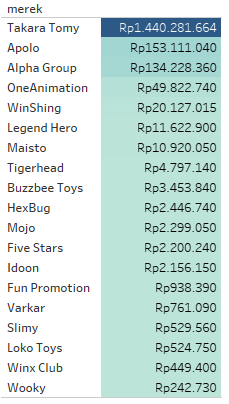 merek
Takara Tomy Rp1.440.281.664
Apolo Rp153.111.040
Alpha Group Rp134.228.360
OneAnimation Rp49.822.740
WinShing Rp20.127.015
Legend Hero Rp11.622.900
Maisto Rp10.920.050
Tigerhead Rp4.797.140
Buzzbee Toys Rp3.453.840
HexBug Rp2.446.740
Mojo Rp2.299.050
Five Stars Rp2.200.240
Idoon Rp2.156.150
Fun Promotion Rp938.390
Varkar Rp761.090
Slimy Rp529.560
Loko Toys Rp524.750
Winx Club Rp449.400
Wooky Rp242.730